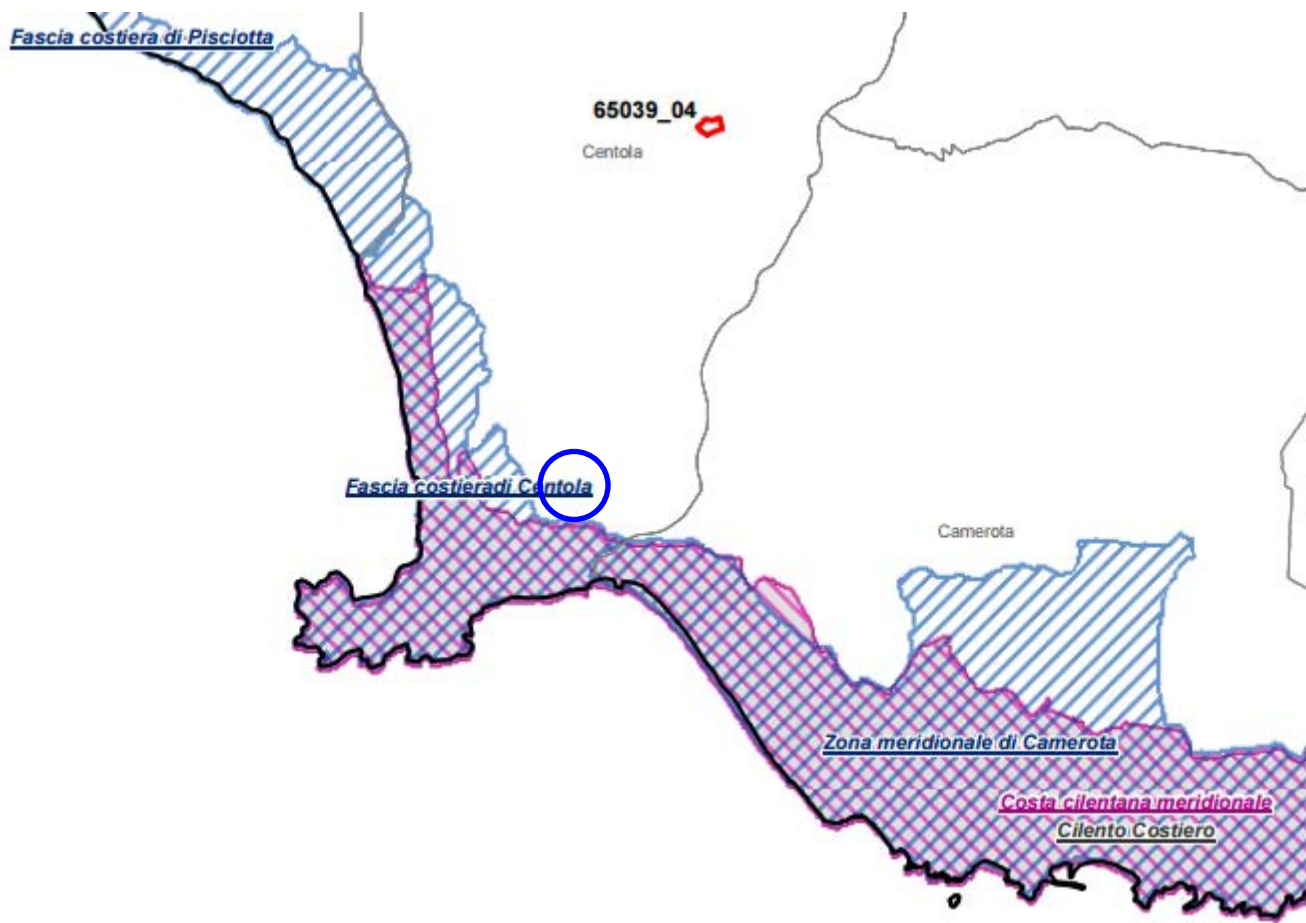 Fascia costiera di Pisciotta
65039_04
Centola
Fascia costieradi Centola
Camerota
Zona meridionale di Camerota
Costa cilentana meridionale
Cilento Costiero